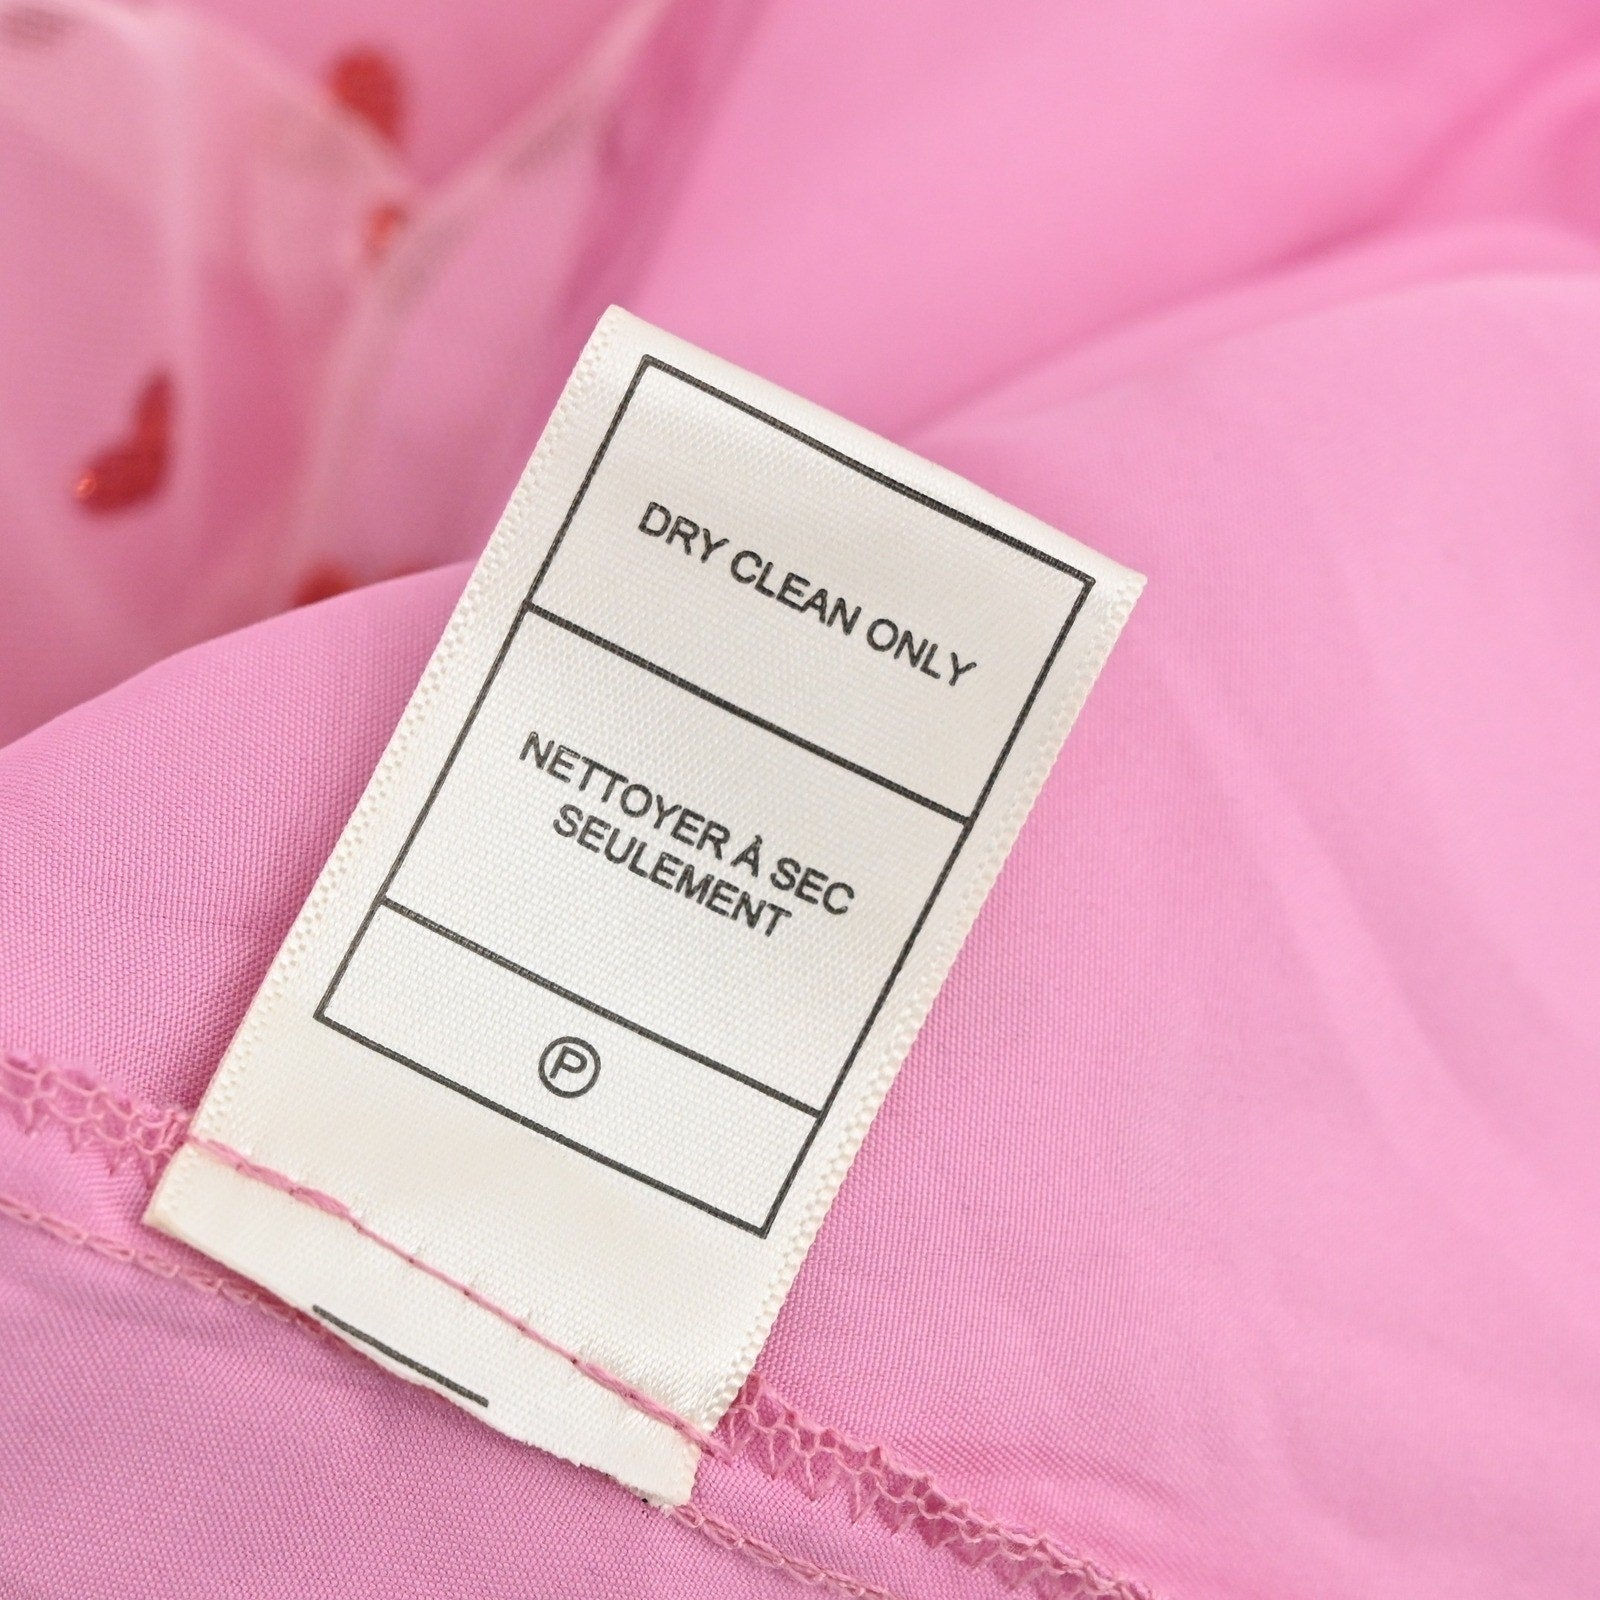 DRY CLEAN ONLY
NETTOYER À SEC
SEULEMENT
Ⓟ